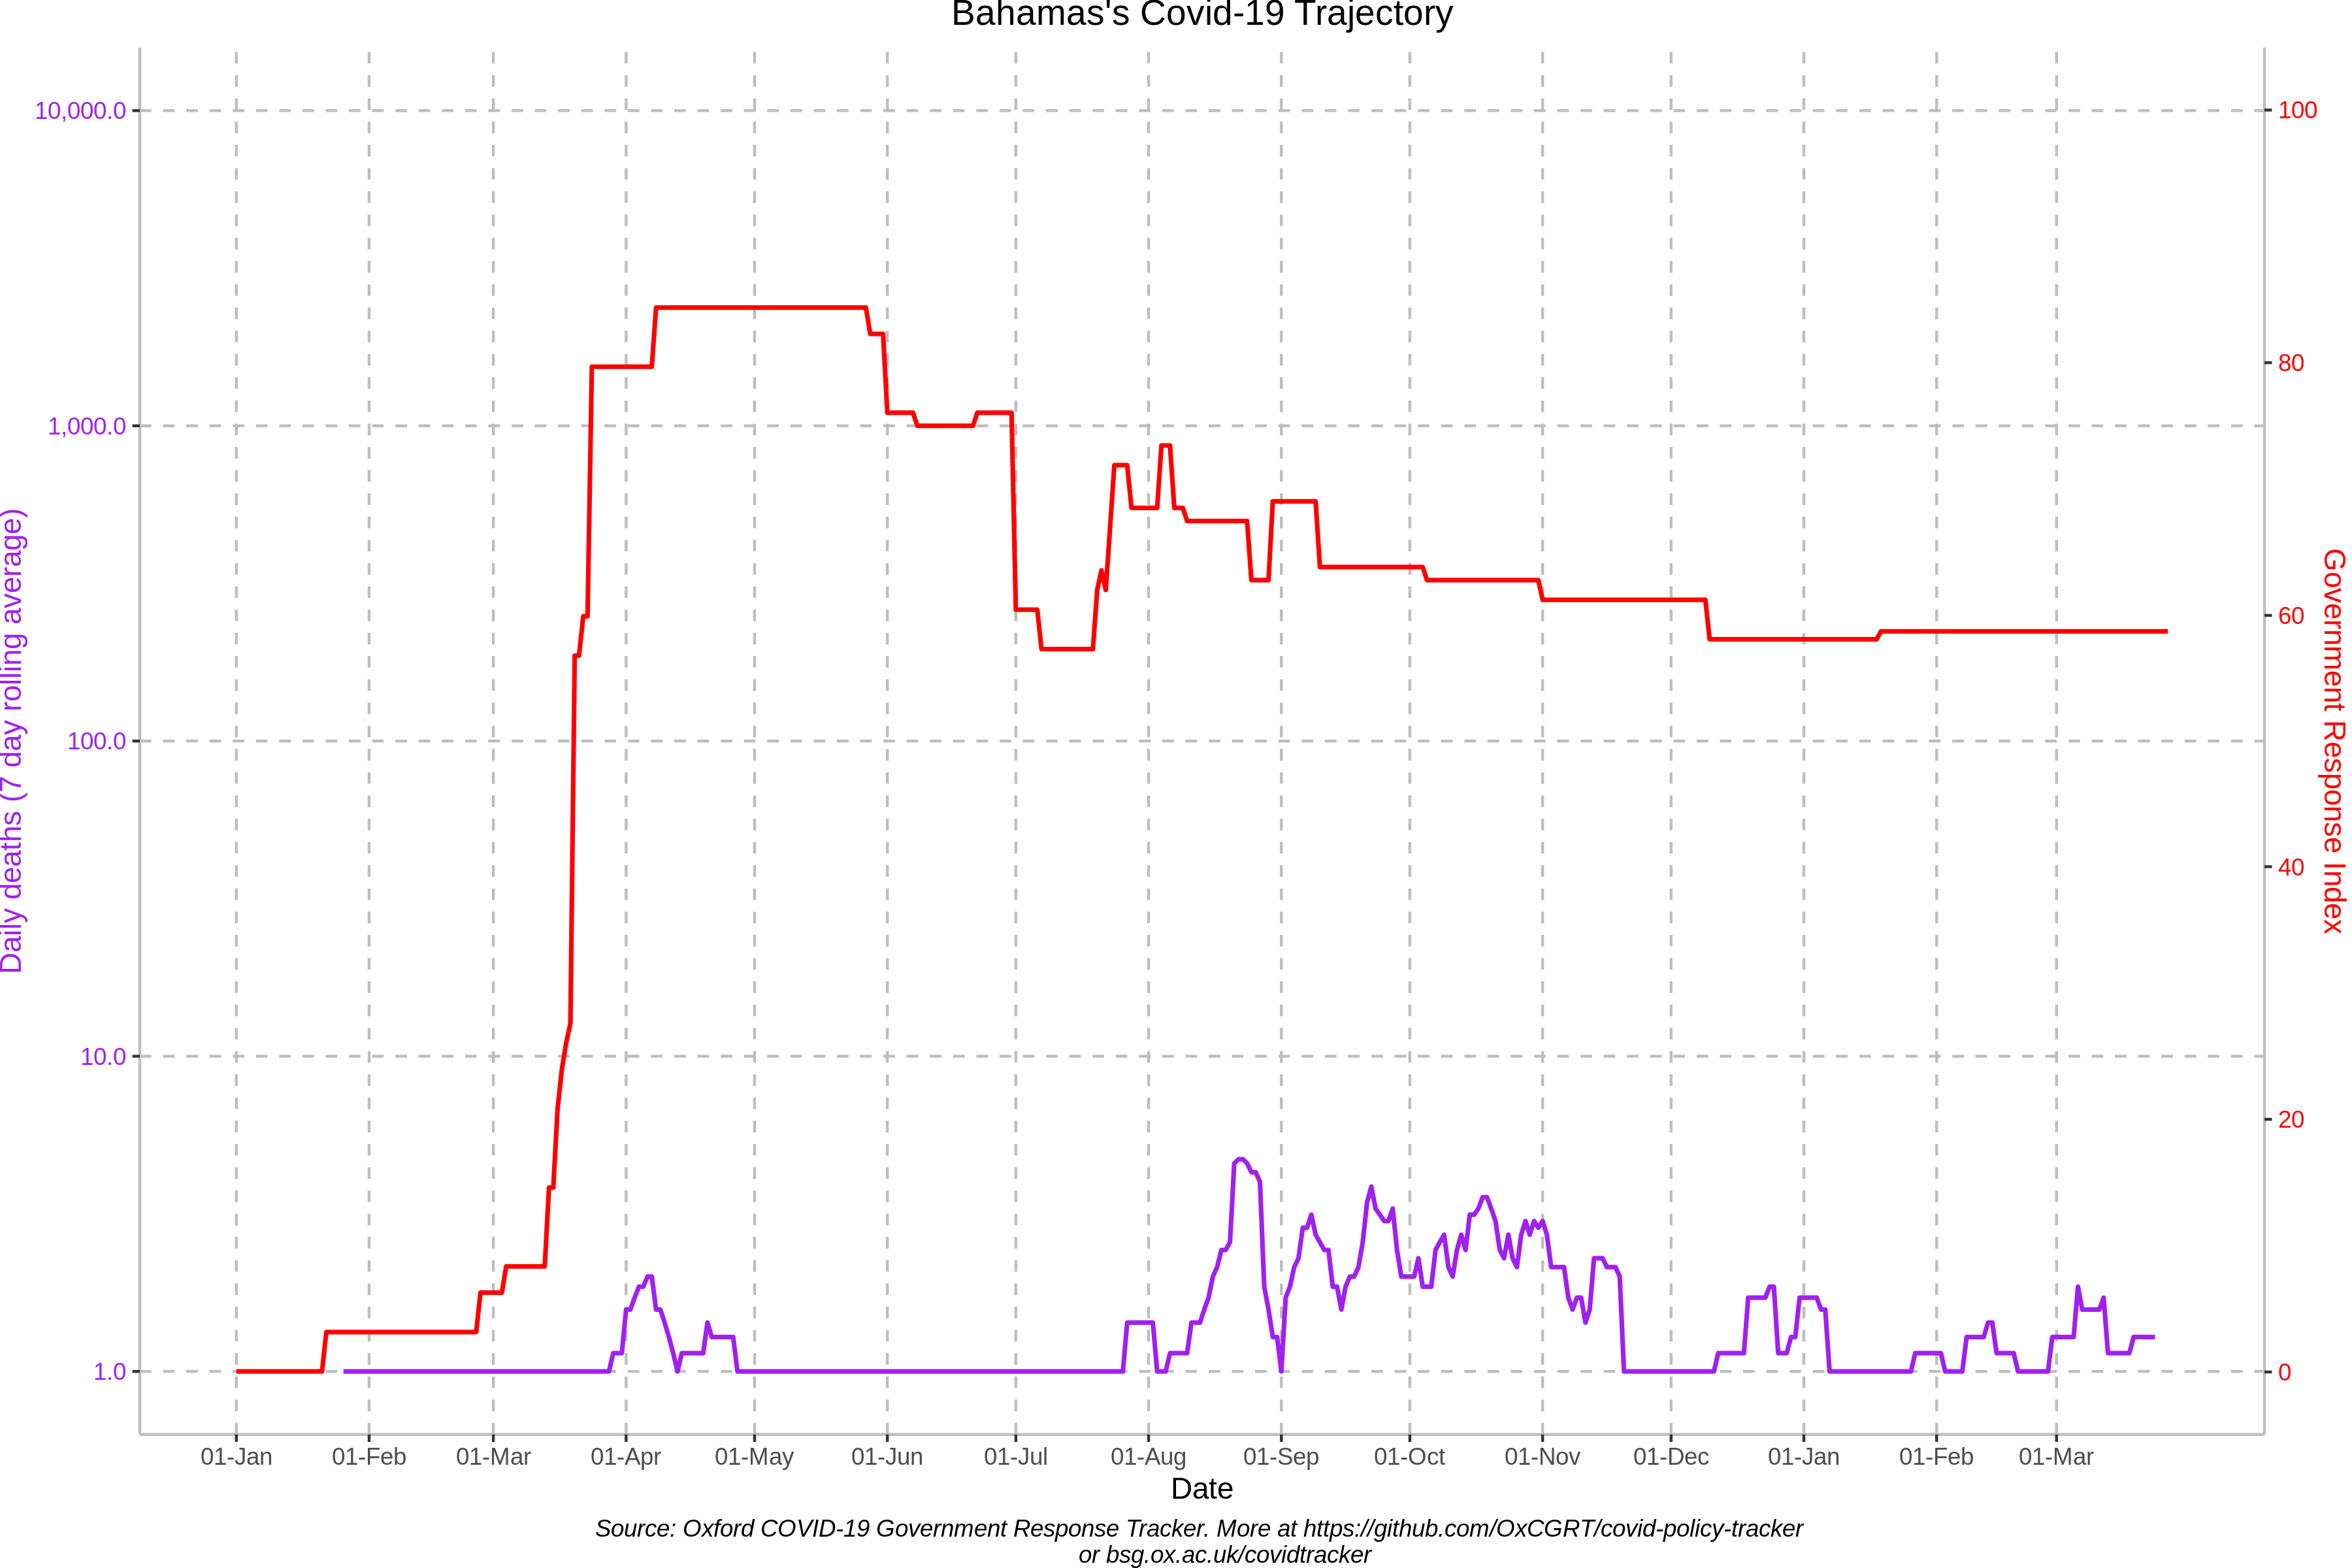 Bahamas's Covid-19 Trajectory
10,000.0
1,000.0
100.0
10.0
1.0
Daily deaths (7 day rolling average)
100
80
60
40
20
0
Government Response Index
01-Jan 01-Feb 01-Mar 01-Apr 01-May 01-Jun 01-Jul 01-Aug 01-Sep 01-Oct 01-Nov 01-Dec 01-Jan 01-Feb 01-Mar
Date
Source: Oxford COVID-19 Government Response Tracker. More at https://github.com/OxCGRT/covid-policy-tracker
or bsg.ox.ac.uk/covidtracker